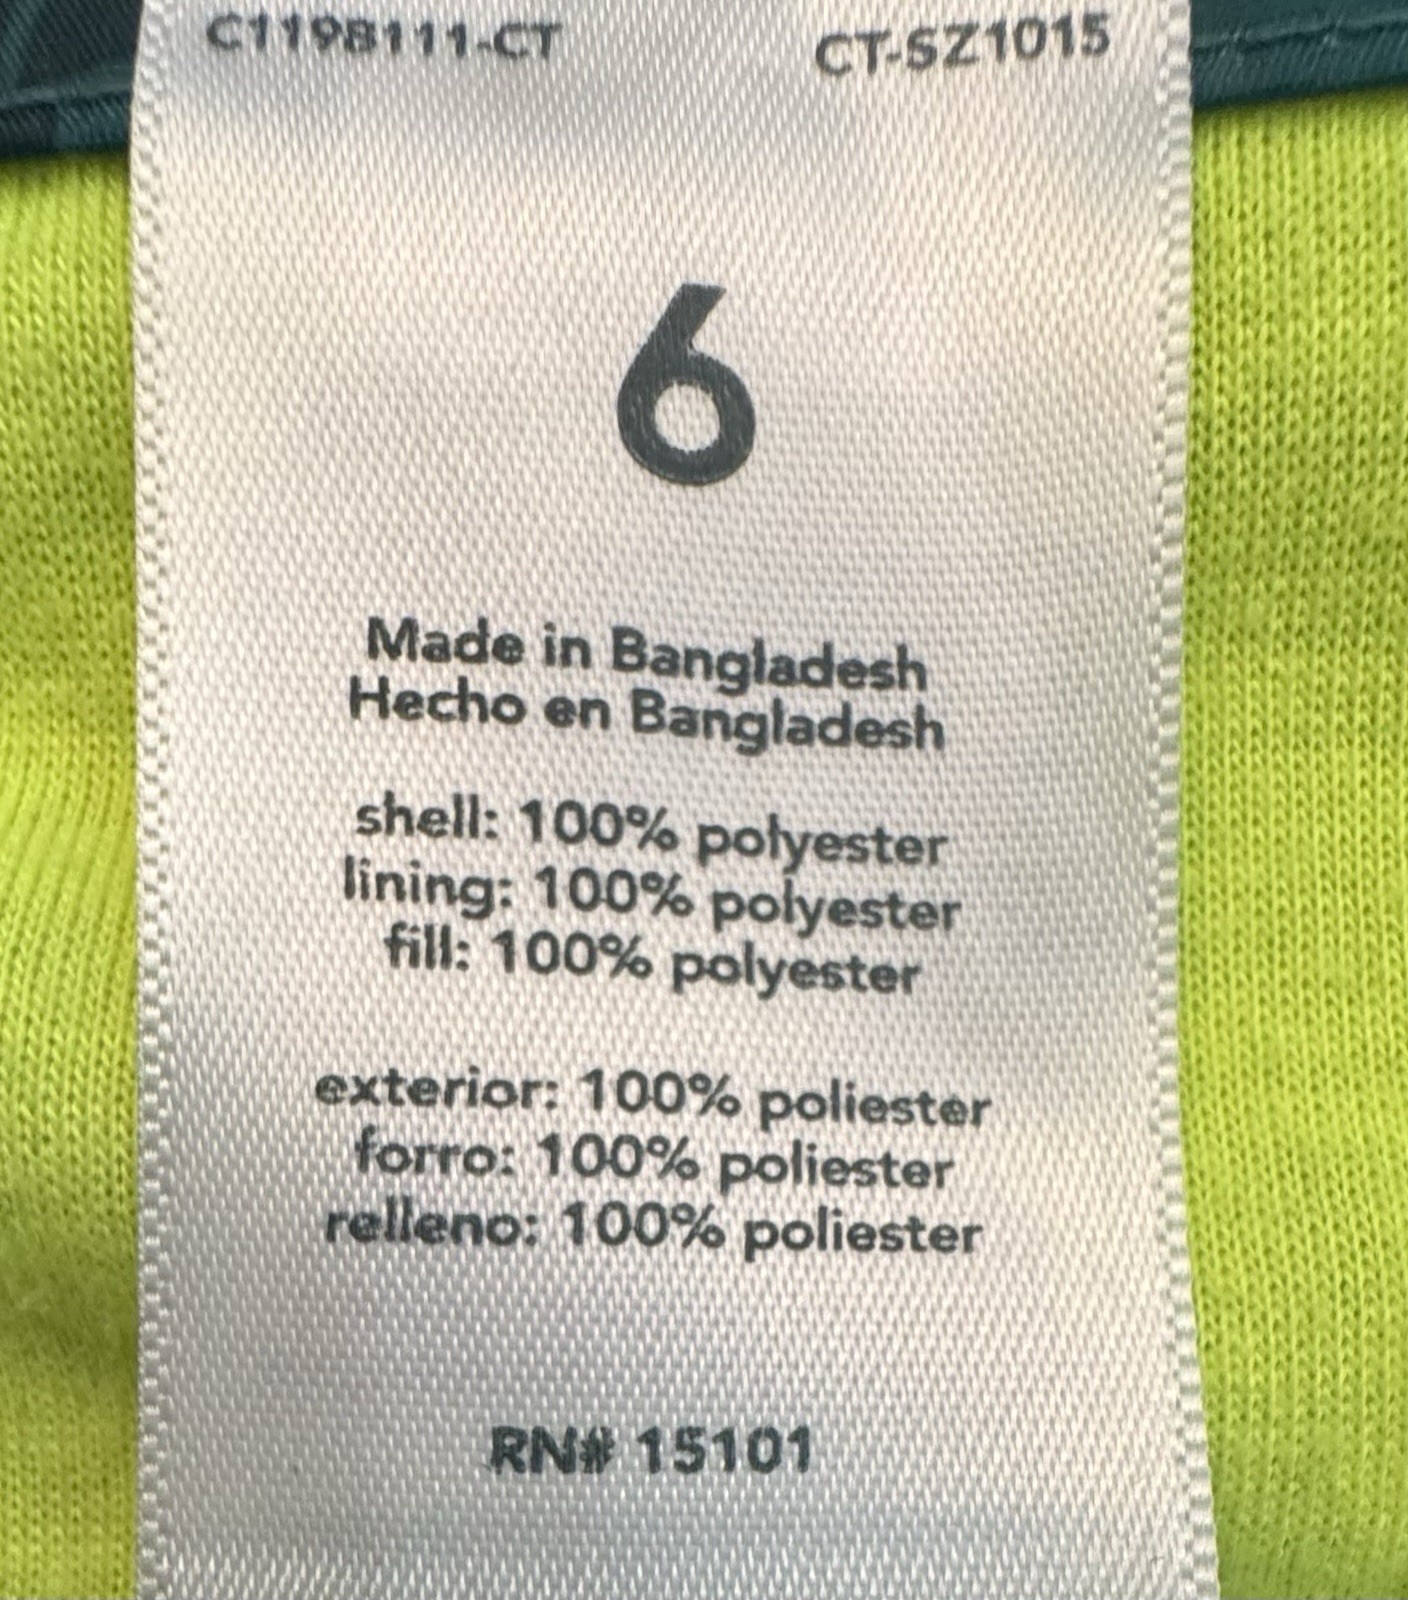 C119B111-CT CT-SZ1015
6
Made in Bangladesh
Hecho en Bangladesh
shell: 100% polyester
lining: 100% polyester
fill: 100% polyester
exterior: 100% poliester
forro: 100% poliester
relleno: 100% poliester
RN# 15101